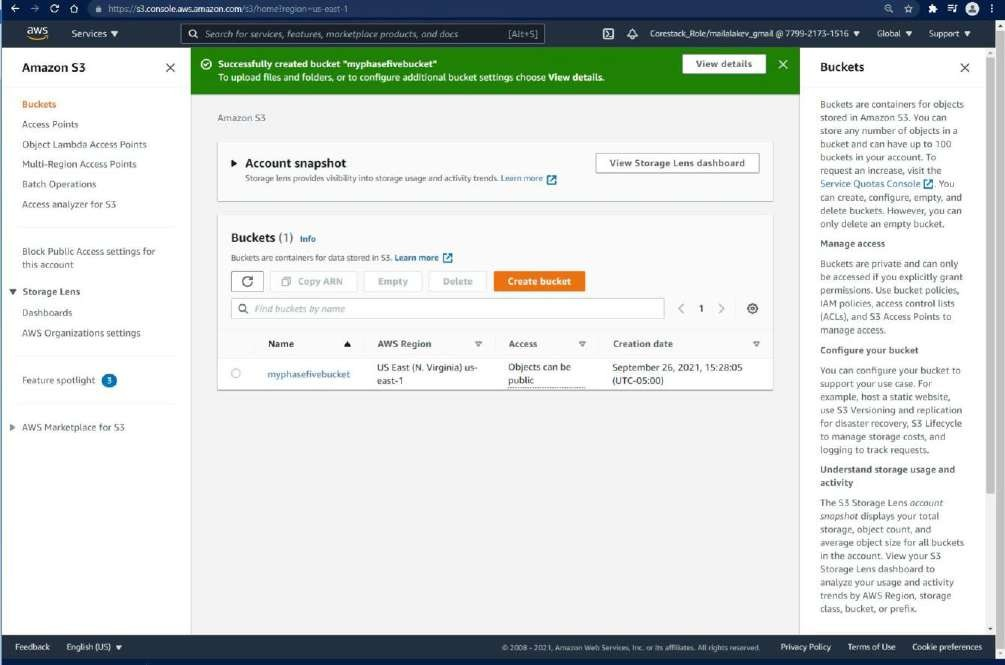 https://s3.console.aws.amazon.com/s3/home?region=us-east-1
aws
Services
Search for services, features, marketplace products, and docs
[Alt+S]
Corestack_Role/mailalakev_gmail @ 7799-2173-1516
Global
Support
Amazon S3
Buckets
Access Points
Object Lambda Access Points
Multi-Region Access Points
Batch Operations
Access analyzer for S3
Block Public Access settings for
this account
Storage Lens
Dashboards
AWS Organizations settings
Feature spotlight 3
AWS Marketplace for S3
Successfully created bucket "myphasefivebucket"
To upload files and folders, or to configure additional bucket settings choose View details.
View details
Amazon S3
Account snapshot
Storage lens provides visibility into storage usage and activity trends. Learn more
View Storage Lens dashboard
Buckets (1) Info
Buckets are containers for data stored in S3. Learn more
Copy ARN
Empty
Delete
Create bucket
Find buckets by name
1
Name
AWS Region
Access
Creation date
myphasefivebucket
US East (N. Virginia) us-
east-1
Objects can be
public
September 26, 2021, 15:28:05
(UTC-05:00)
Buckets
Buckets are containers for objects
stored in Amazon S3. You can
store any number of objects in a
bucket and can have up to 100
buckets in your account. To
request an increase, visit the
Service Quotas Console. You
can create, configure, empty, and
delete buckets. However, you can
only delete an empty bucket.
Manage access
Buckets are private and can only
be accessed if you explicitly grant
permissions. Use bucket policies,
IAM policies, access control lists
(ACLs), and S3 Access Points to
manage access.
Configure your bucket
You can configure your bucket to
support your use case. For
example, host a static website,
use S3 Versioning and replication
for disaster recovery, S3 Lifecycle
to manage storage costs, and
logging to track requests.
Understand storage usage and
activity
The S3 Storage Lens account
snapshot displays your total
storage, object count, and
average object size for all buckets
in the account. View your S3
Storage Lens dashboard to
analyze your usage and activity
trends by AWS Region, storage
class, bucket, or prefix.
Feedback
English (US)
© 2008 - 2021, Amazon Web Services, Inc. or its affiliates. All rights reserved.
Privacy Policy
Terms of Use
Cookie preferences